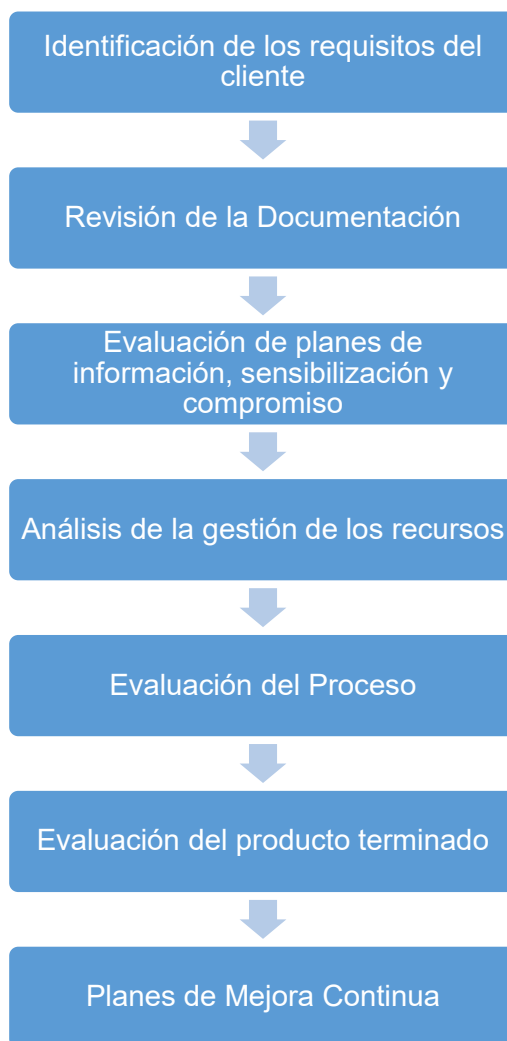 Identificación de los requisitos del
cliente
Revisión de la Documentación
Evaluación de planes de
información, sensibilización y
compromiso
Análisis de la gestión de los recursos
Evaluación del Proceso
Evaluación del producto terminado
Planes de Mejora Continua